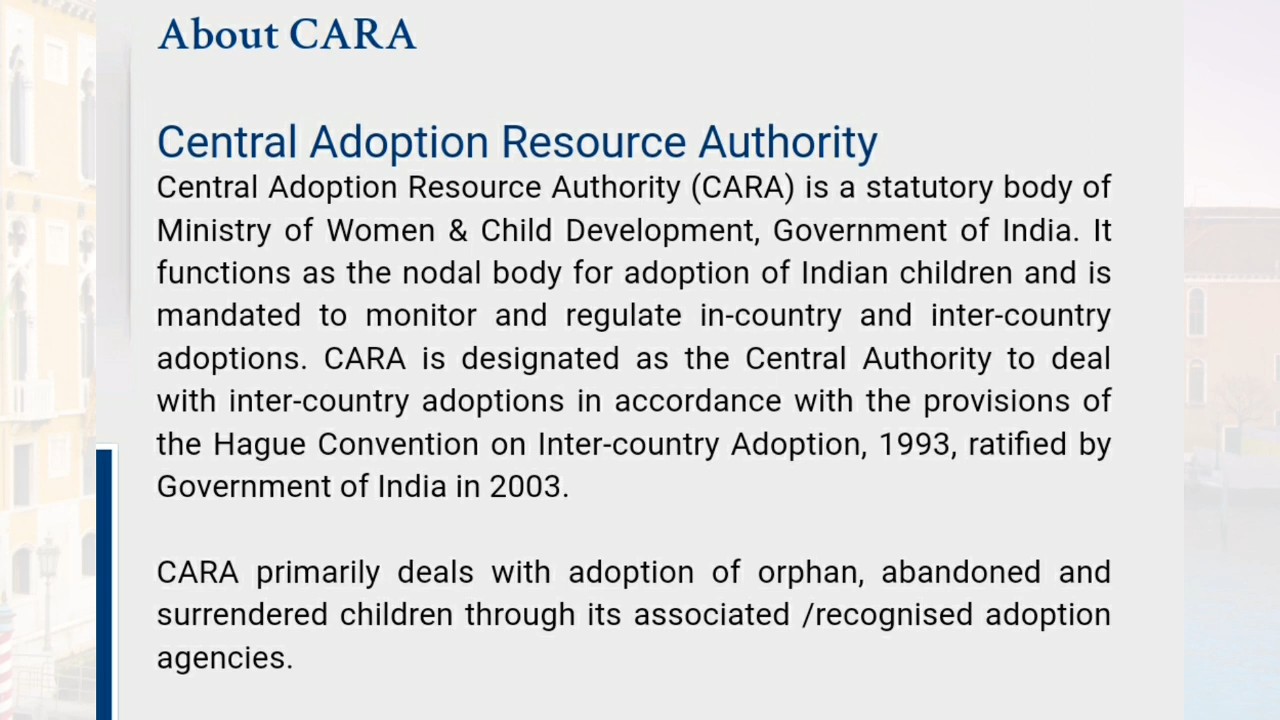 About CARA
Central Adoption Resource Authority
Central Adoption Resource Authority (CARA) is a statutory body of
Ministry of Women & Child Development, Government of India. It
functions as the nodal body for adoption of Indian children and is
mandated to monitor and regulate in-country and inter-country
adoptions. CARA is designated as the Central Authority to deal
with inter-country adoptions in accordance with the provisions of
the Hague Convention on Inter-country Adoption, 1993, ratified by
Government of India in 2003.
CARA primarily deals with adoption of orphan, abandoned and
surrendered children through its associated /recognised adoption
agencies.